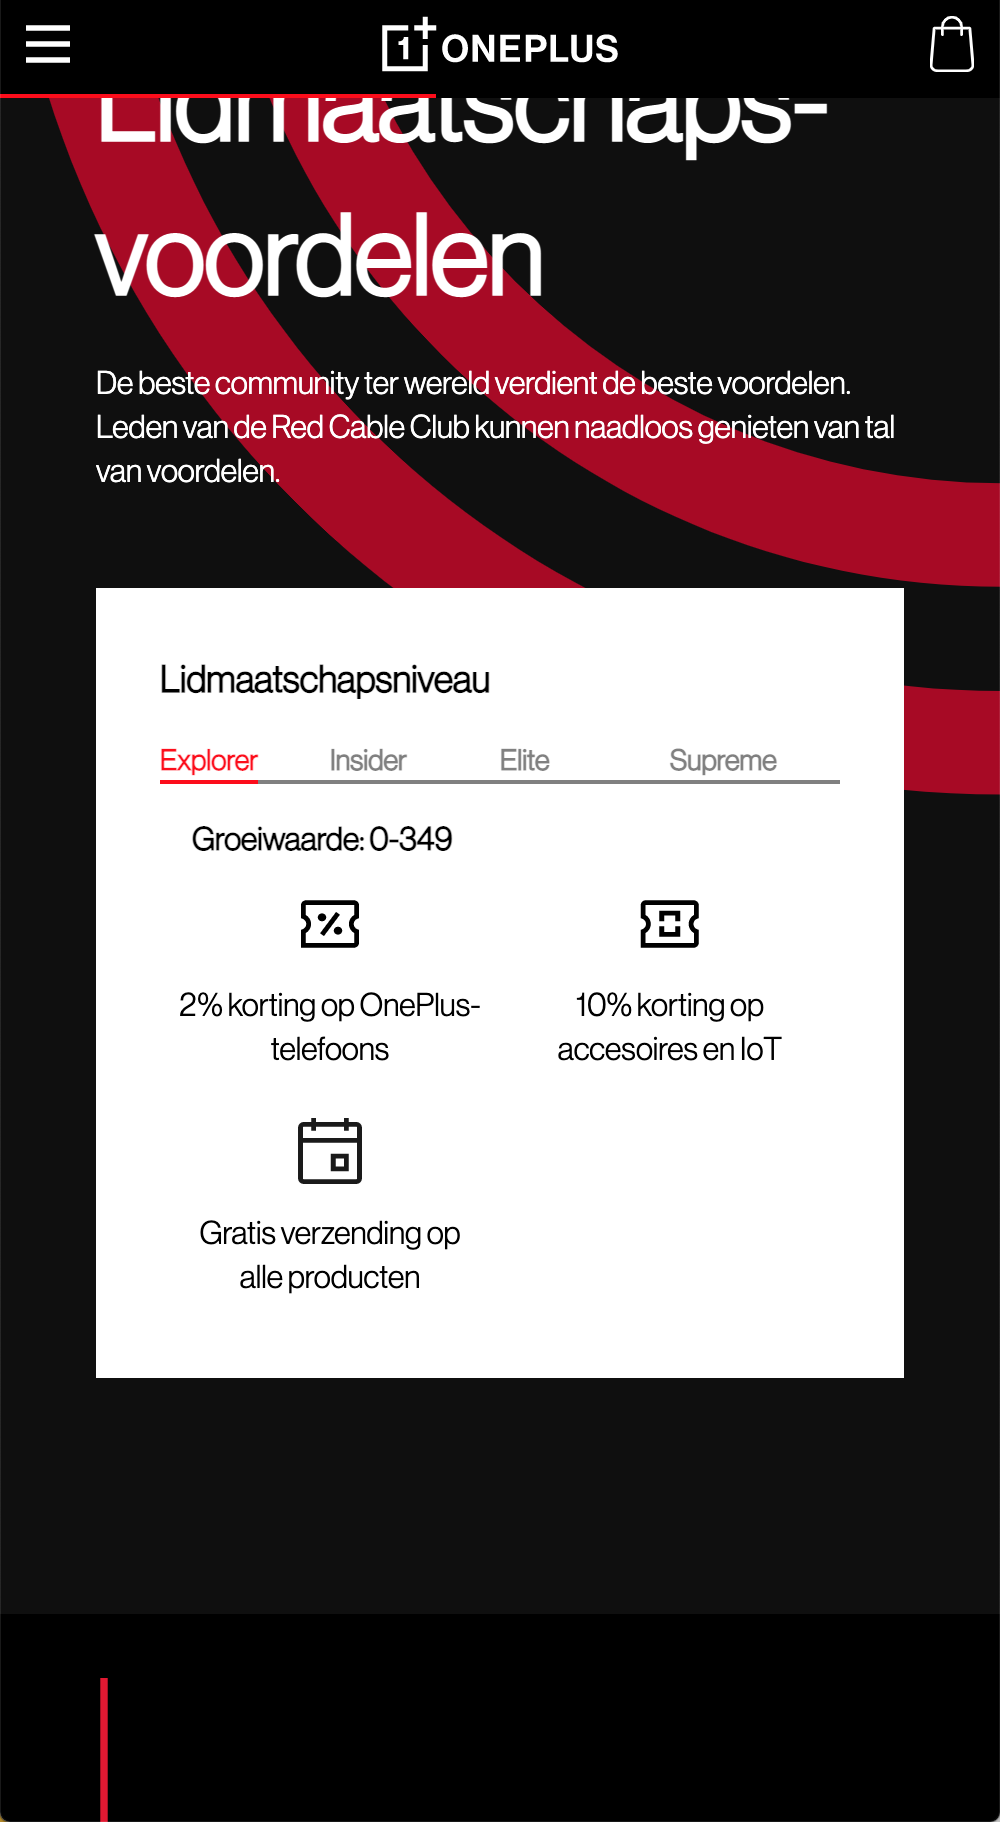 ONEPLUS
Lidmaatschaps-
voordelen
De beste community ter wereld verdient de beste voordelen.
Leden van de Red Cable Club kunnen naadloos genieten van tal
van voordelen.
Lidmaatschapsniveau
Explorer Insider Elite Supreme
Groeiwaarde: 0-349
2% korting op OnePlus-
telefoons
10% korting op
accesoires en IoT
Gratis verzending op
alle producten